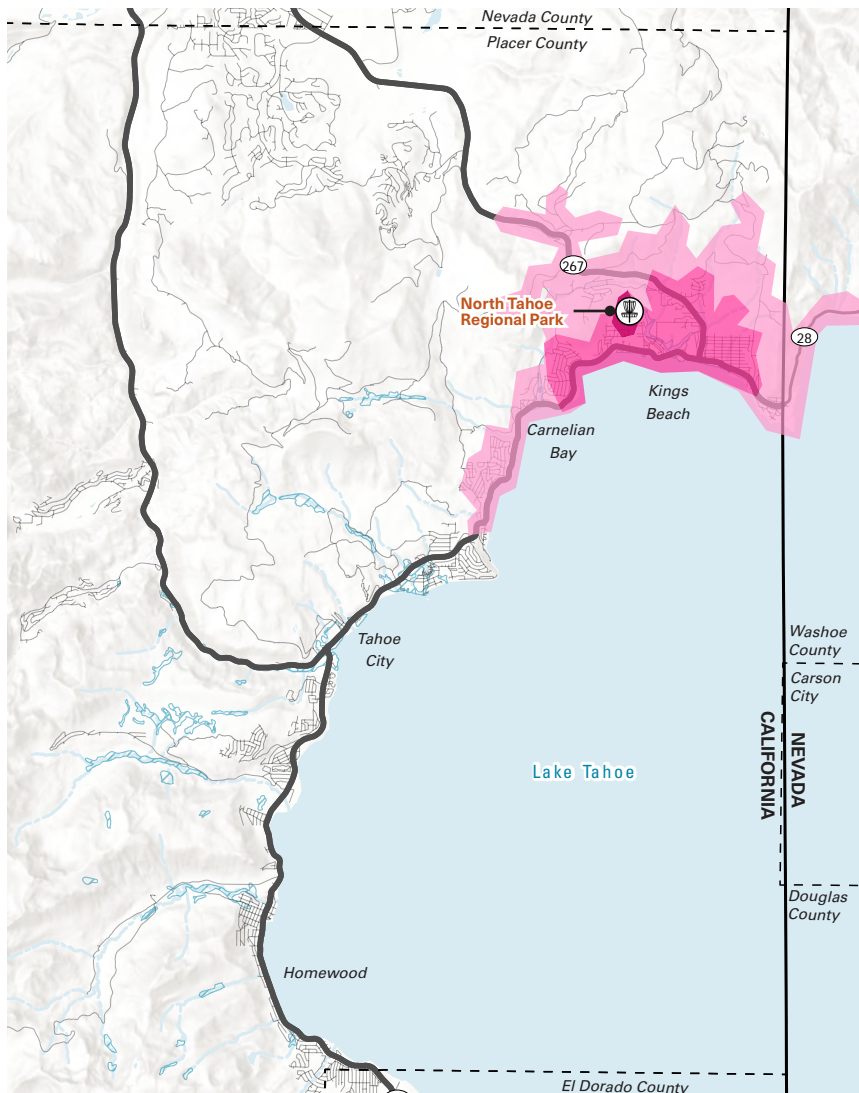 Nevada County
Placer County
267
North Tahoe
Regional Park
28
Kings
Beach
Carnelian
Bay
Tahoe
City
Washoe
County
Carson
City
CALIFORNIA
NEVADA
Lake Tahoe
Douglas
County
Homewood
El Dorado County